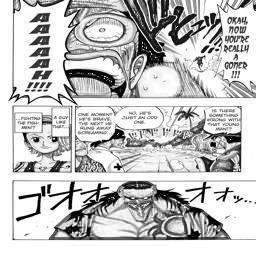 OKAY,
NOW
YOU'RE
REALLY
A
GONER
!!!
AAAAAH!!!!
IS THERE
SOMETHING
WRONG WITH
THAT YOUNG
MAN?
NO, HE'S
JUST AN ODD
ONE.
ONE MOMENT
HE'S BRAVE,
THE NEXT
HE RUNS AWAY
SCREAMING...
A GUY
LIKE
THAT...
...FIGHTING
THE FISH-
MEN?
ゴオオオッ...